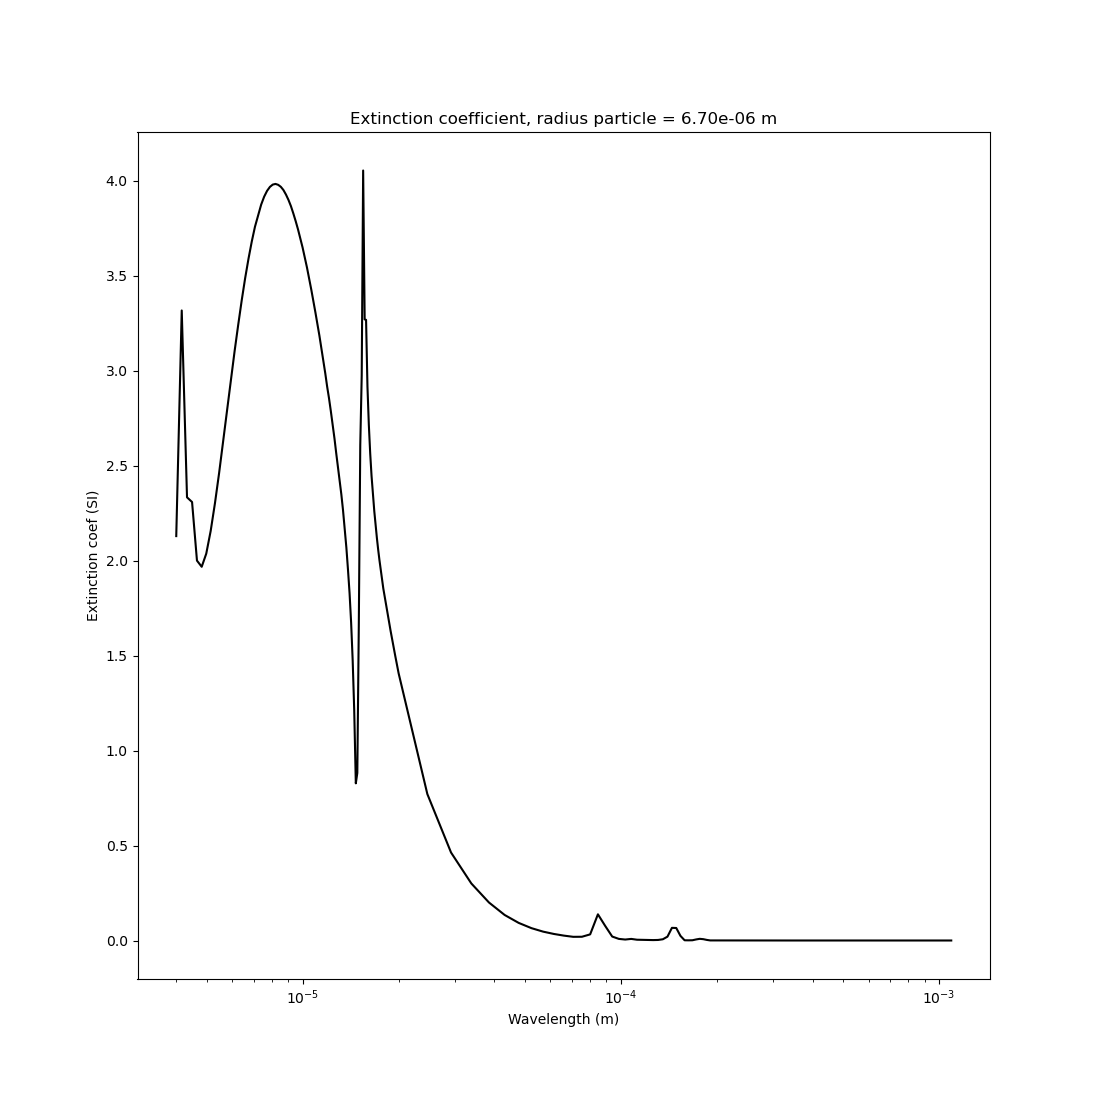 Extinction coefficient, radius particle = 6.70e-06 m
4.0
3.5
3.0
2.5
2.0
1.5
1.0
0.5
0.0
Extinction coef (SI)
10⁻⁵ 10⁻⁴ 10⁻³
Wavelength (m)